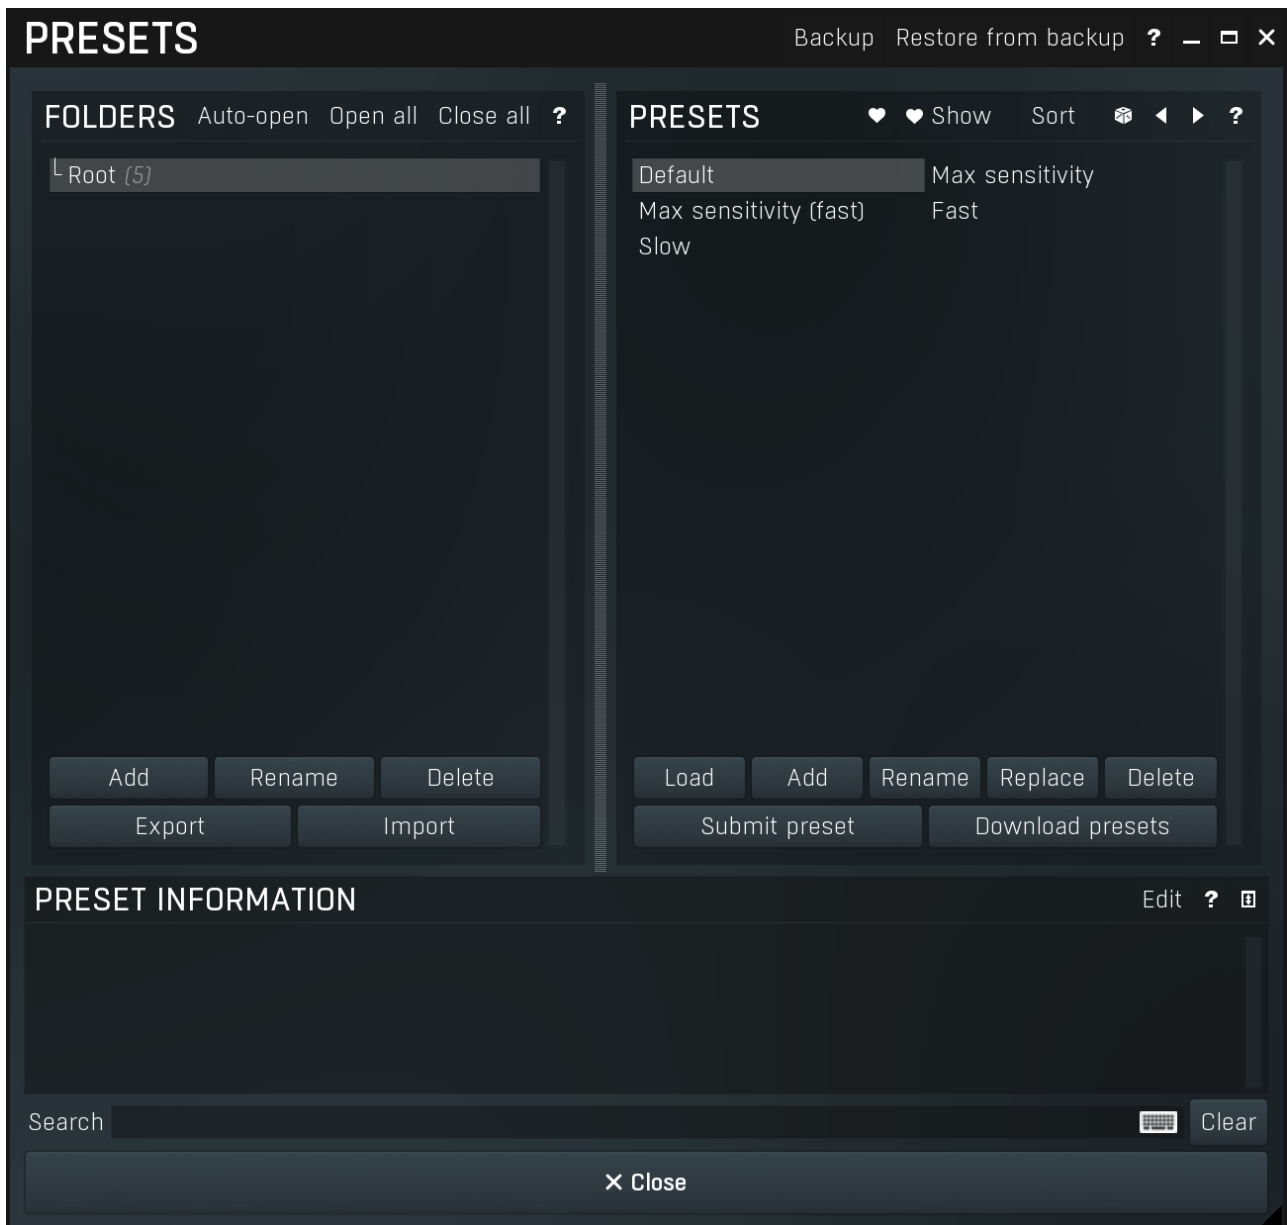 PRESETS Backup Restore from backup ?
FOLDERS Auto-open Open all Close all ?
Root (5)
Add Rename Delete
Export Import
PRESETS Show Sort ?
Default Max sensitivity
Max sensitivity (fast) Fast
Slow
Load Add Rename Replace Delete
Submit preset Download presets
PRESET INFORMATION Edit ?
Search Clear
Close